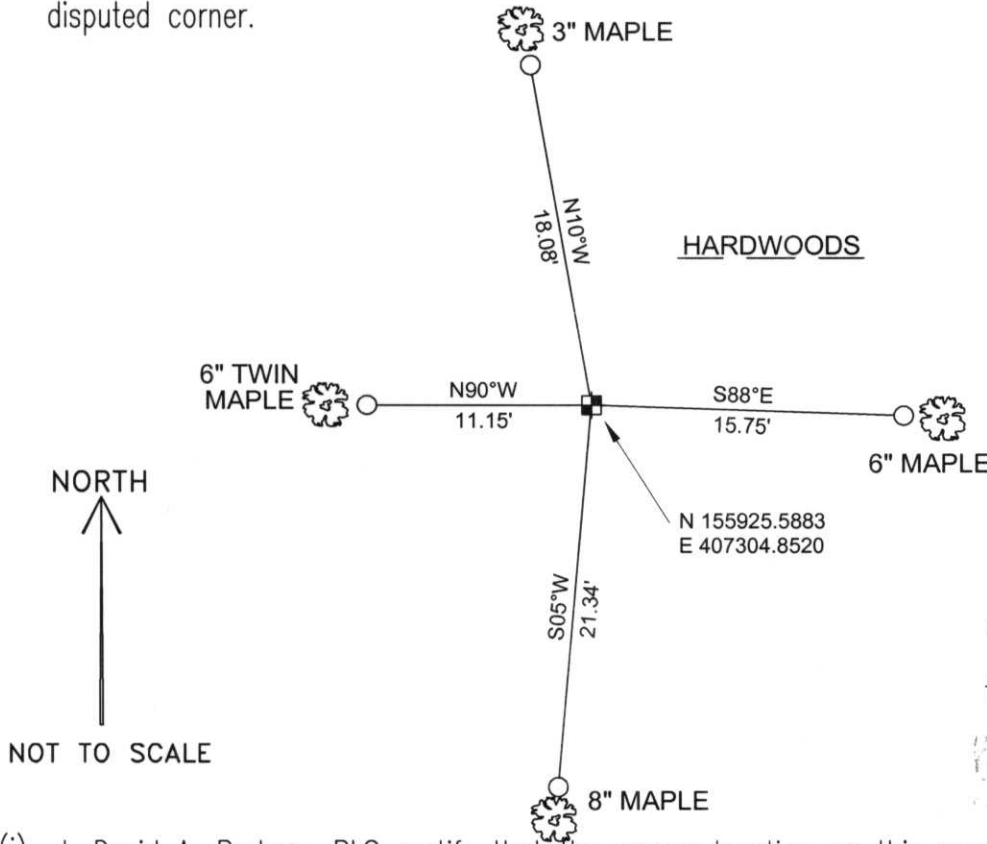 disputed corner.
3" MAPLE
N10°W
18.08'
HARDWOODS
6" TWIN
MAPLE
N90°W
11.15'
S88°E
15.75'
6" MAPLE
NORTH
N 155925.5883
E 407304.8520
S05°W
21.34'
NOT TO SCALE
8" MAPLE